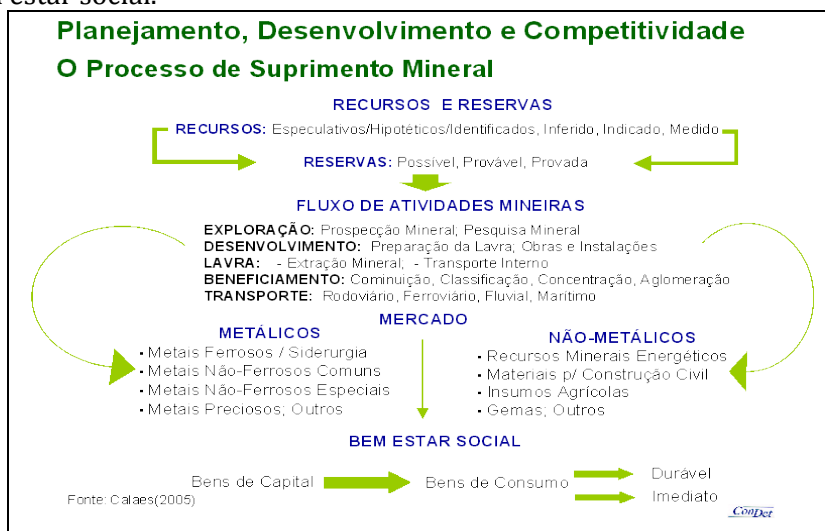 estar social.
Planejamento, Desenvolvimento e Competitividade
O Processo de Suprimento Mineral
RECURSOS E RESERVAS
RECURSOS: Especulativos/Hipotéticos/Identificados, Inferido, Indicado, Medido
RESERVAS: Possível, Provável, Provada
FLUXO DE ATIVIDADES MINEIRAS
EXPLORAÇÃO: Prospecção Mineral; Pesquisa Mineral
DESENVOLVIMENTO: Preparação da Lavra; Obras e Instalações
LAVRA: - Extração Mineral; - Transporte Interno
BENEFICIAMENTO: Cominuição, Classificação, Concentração, Aglomeração
TRANSPORTE: Rodoviário, Ferroviário, Fluvial, Marítimo
MERCADO
METÁLICOS
• Metais Ferrosos / Siderurgia
• Metais Não-Ferrosos Comuns
• Metais Não-Ferrosos Especiais
• Metais Preciosos; Outros
NÃO-METÁLICOS
• Recursos Minerais Energéticos
• Materiais p/ Construção Civil
• Insumos Agrícolas
• Gemas; Outros
BEM ESTAR SOCIAL
Bens de Capital
Bens de Consumo
Durável
Imediato
Fonte: Calaes(2005)
ConDet